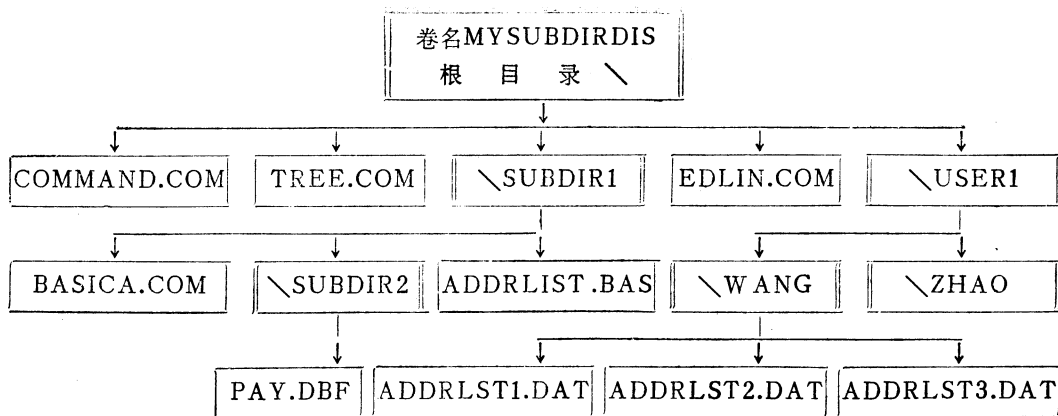 卷名MYSUBDIRDIS
根 目 录 \
COMMAND.COM TREE.COM \SUBDIR1 EDLIN.COM \USER1
BASICA.COM \SUBDIR2 ADDRLIST.BAS \WANG \ZHAO
PAY.DBF ADDRLST1.DAT ADDRLST2.DAT ADDRLST3.DAT